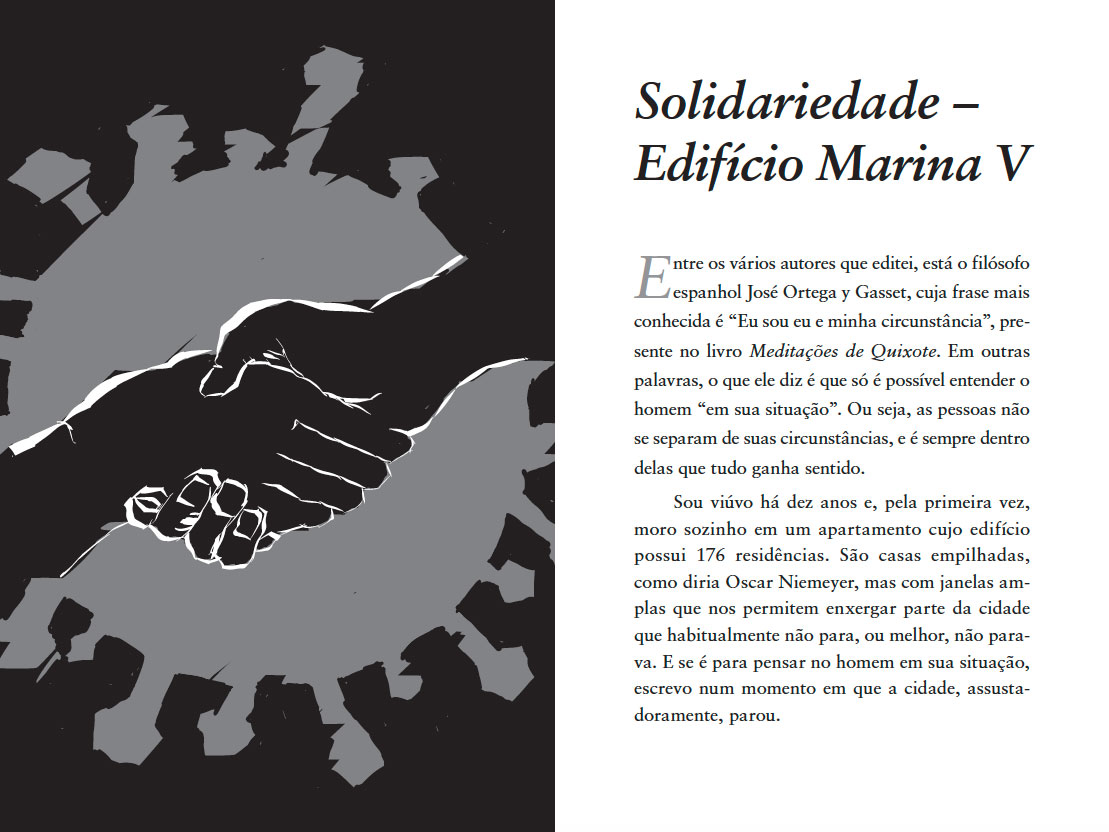 Solidariedade –
Edifício Marina V
Entre os vários autores que editei, está o filósofo
espanhol José Ortega y Gasset, cuja frase mais
conhecida é “Eu sou eu e minha circunstância”, pre-
sente no livro Meditações de Quixote. Em outras
palavras, o que ele diz é que só é possível entender o
homem “em sua situação”. Ou seja, as pessoas não
se separam de suas circunstâncias, e é sempre dentro
delas que tudo ganha sentido.
Sou viúvo há dez anos e, pela primeira vez,
moro sozinho em um apartamento cujo edifício
possui 176 residências. São casas empilhadas,
como diria Oscar Niemeyer, mas com janelas am-
plas que nos permitem enxergar parte da cidade
que habitualmente não para, ou melhor, não para-
va. E se é para pensar no homem em sua situação,
escrevo num momento em que a cidade, assusta-
doramente, parou.